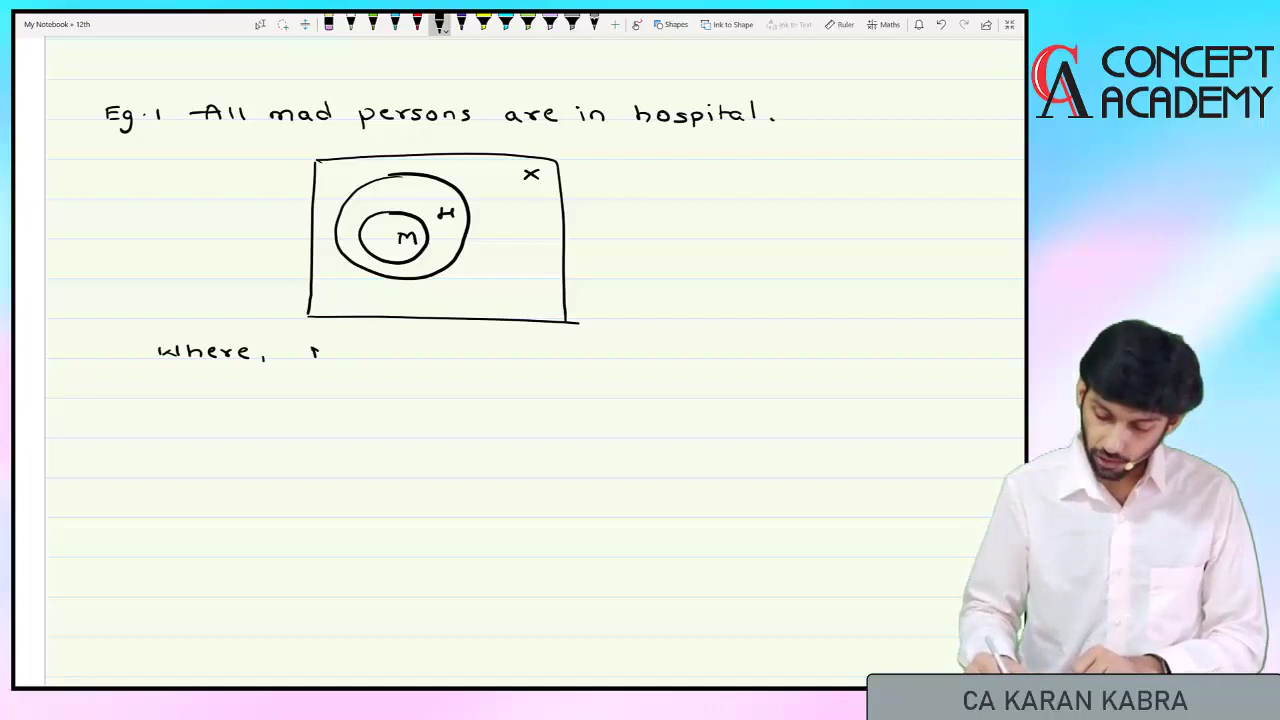 My Notebook » 12th
Shapes
Ink to Shape
Ink to Text
Ruler
Maths
CONCEPT
ACADEMY
Eg.1 All mad persons are in hospital.
X
H
M
where,
CA KARAN KABRA